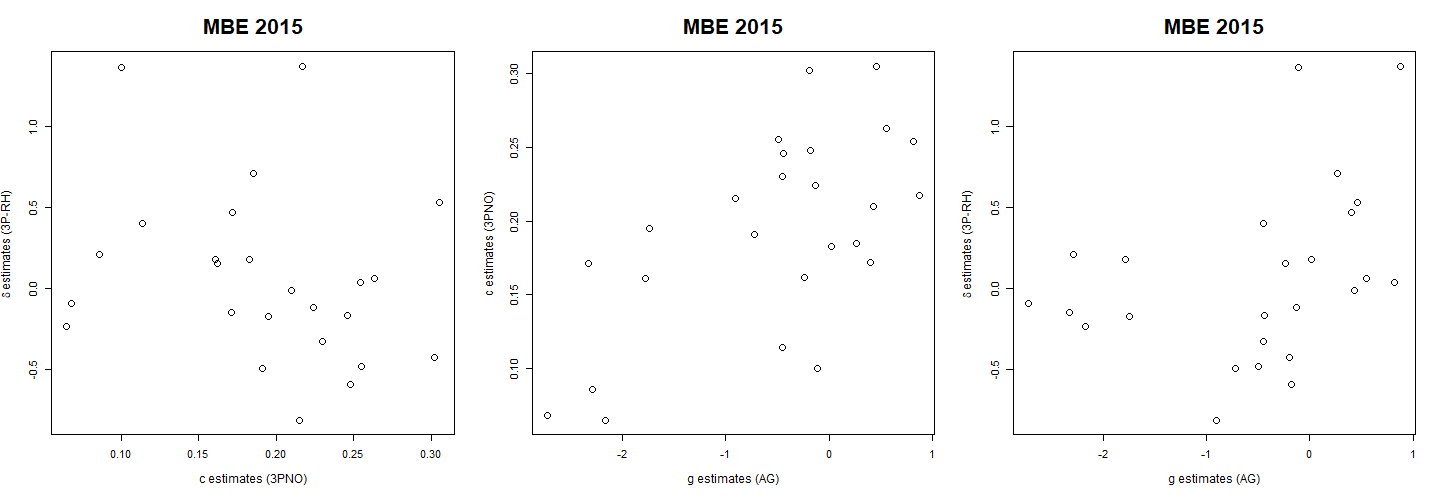 MBE 2015
1.0
0.5
0.0
-0.5
δ estimates (3P-RH)
0.10
0.15
0.20
0.25
0.30
c estimates (3PNO)
MBE 2015
0.30
0.25
0.20
0.15
0.10
c estimates (3PNO)
-2
-1
0
1
g estimates (AG)
MBE 2015
1.0
0.5
0.0
-0.5
δ estimates (3P-RH)
-2
-1
0
1
g estimates (AG)